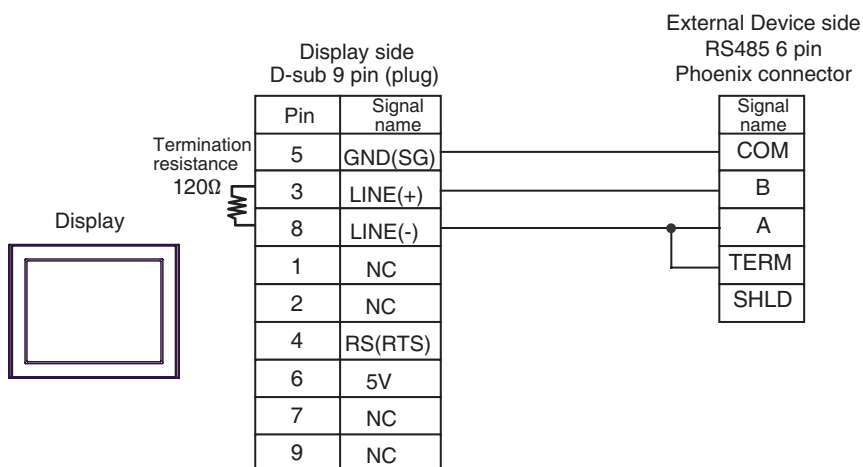 External Device side
RS485 6 pin
Phoenix connector
Display side
D-sub 9 pin (plug)
Pin
Signal
name
Signal
name
Termination
resistance
120Ω
5
GND(SG)
COM
3
LINE(+)
B
8
LINE(-)
A
Display
1
NC
TERM
2
NC
SHLD
4
RS(RTS)
6
5V
7
NC
9
NC